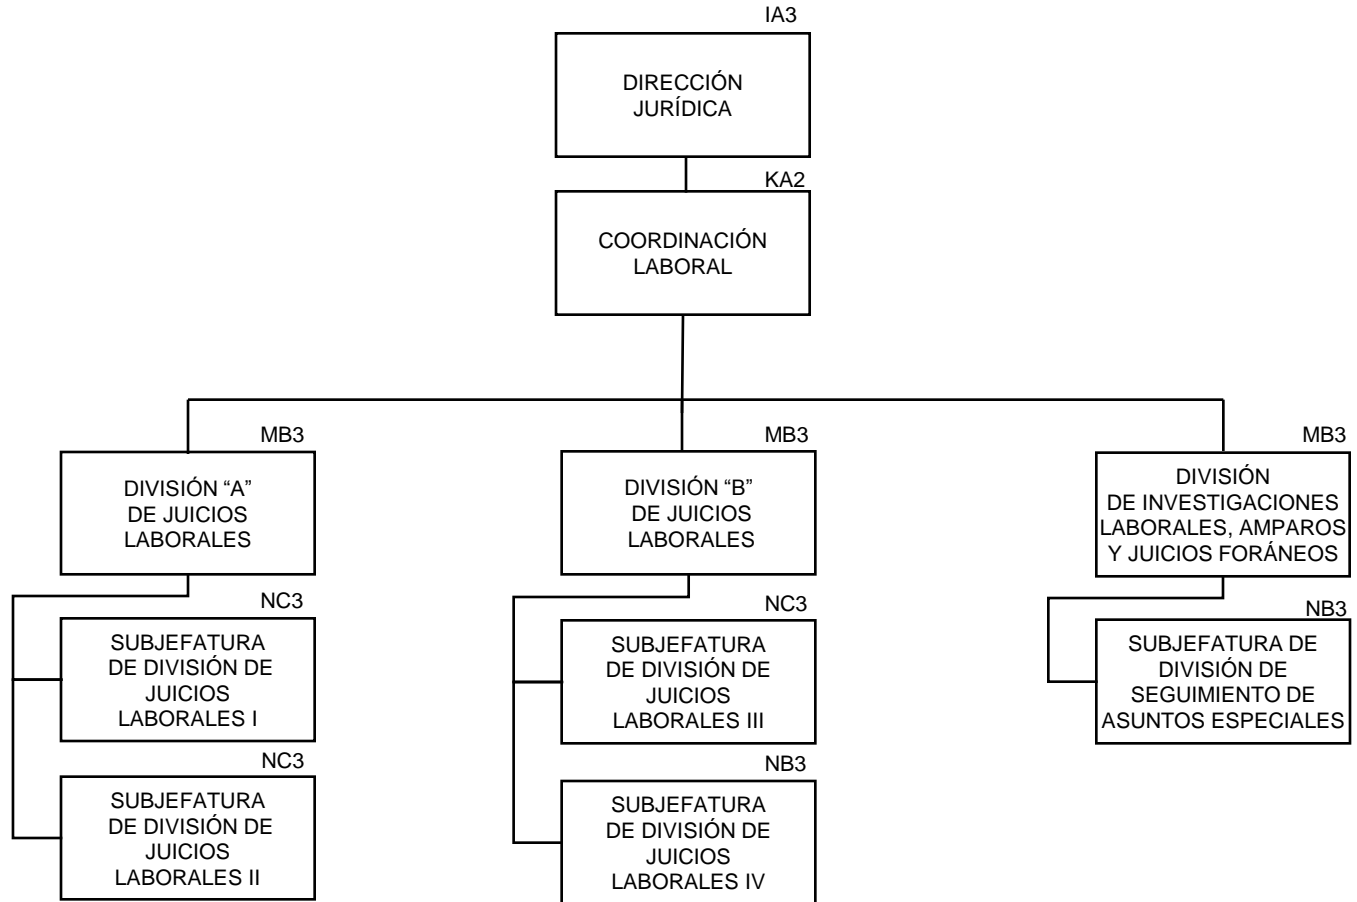 IA3
DIRECCIÓN
JURÍDICA
KA2
COORDINACIÓN
LABORAL
MB3
DIVISIÓN “A”
DE JUICIOS
LABORALES
NC3
SUBJEFATURA
DE DIVISIÓN DE
JUICIOS
LABORALES I
NC3
SUBJEFATURA
DE DIVISIÓN DE
JUICIOS
LABORALES II
MB3
DIVISIÓN “B”
DE JUICIOS
LABORALES
NC3
SUBJEFATURA
DE DIVISIÓN DE
JUICIOS
LABORALES III
NB3
SUBJEFATURA
DE DIVISIÓN DE
JUICIOS
LABORALES IV
MB3
DIVISIÓN
DE INVESTIGACIONES
LABORALES, AMPAROS
Y JUICIOS FORÁNEOS
NB3
SUBJEFATURA DE
DIVISIÓN DE
SEGUIMIENTO DE
ASUNTOS ESPECIALES